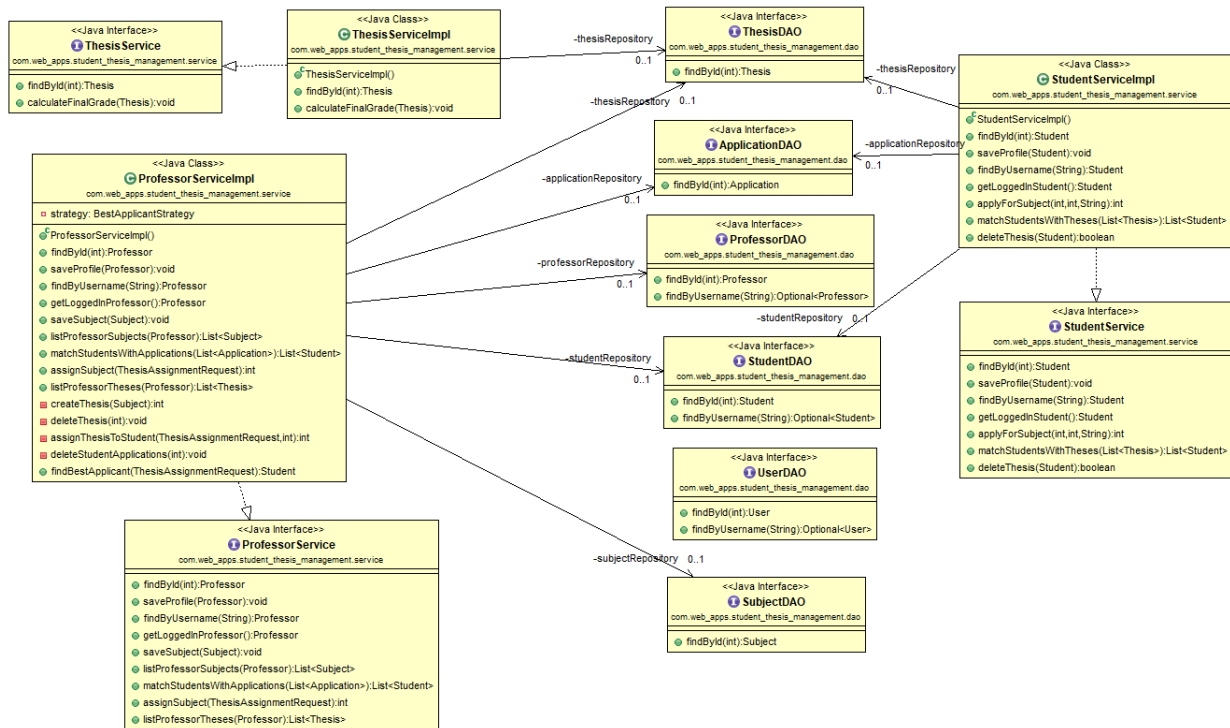 <<Java Interface>>
ThesisService
com.web_apps.student_thesis_management.service
findById(int):Thesis
calculateFinalGrade(Thesis):void
<<Java Class>>
ThesisServiceImpl
com.web_apps.student_thesis_management.service
ThesisServiceImpl()
findById(int):Thesis
calculateFinalGrade(Thesis):void
-thesisRepository
0..1
<<Java Interface>>
ThesisDAO
com.web_apps.student_thesis_management.dao
findById(int):Thesis
-thesisRepository
0..1
-thesisRepository
0..1
<<Java Class>>
StudentServiceImpl
com.web_apps.student_thesis_management.service
StudentServiceImpl()
findById(int):Student
saveProfile(Student):void
findByUsername(String):Student
getLoggedInStudent():Student
applyForSubject(int,int,String):int
matchStudentsWithTheses(List<Thesis>):List<Student>
deleteThesis(Student):boolean
<<Java Interface>>
ApplicationDAO
com.web_apps.student_thesis_management.dao
findById(int):Application
-applicationRepository
0..1
-applicationRepository
0..1
<<Java Class>>
ProfessorServiceImpl
com.web_apps.student_thesis_management.service
strategy: BestApplicantStrategy
ProfessorServiceImpl()
findById(int):Professor
saveProfile(Professor):void
findByUsername(String):Professor
getLoggedInProfessor():Professor
saveSubject(Subject):void
listProfessorSubjects(Professor):List<Subject>
matchStudentsWithApplications(List<Application>):List<Student>
assignSubject(ThesisAssignmentRequest):int
listProfessorTheses(Professor):List<Thesis>
createThesis(Subject):int
deleteThesis(int):void
assignThesisToStudent(ThesisAssignmentRequest,int):int
deleteStudentApplications(int):void
findBestApplicant(ThesisAssignmentRequest):Student
<<Java Interface>>
ProfessorDAO
com.web_apps.student_thesis_management.dao
findById(int):Professor
findByUsername(String):Optional<Professor>
-professorRepository
0..1
-studentRepository
0..1
<<Java Interface>>
StudentDAO
com.web_apps.student_thesis_management.dao
findById(int):Student
findByUsername(String):Optional<Student>
-studentRepository
0..1
<<Java Interface>>
StudentService
com.web_apps.student_thesis_management.service
findById(int):Student
saveProfile(Student):void
findByUsername(String):Student
getLoggedInStudent():Student
applyForSubject(int,int,String):int
matchStudentsWithTheses(List<Thesis>):List<Student>
deleteThesis(Student):boolean
<<Java Interface>>
UserDAO
com.web_apps.student_thesis_management.dao
findById(int):User
findByUsername(String):Optional<User>
-subjectRepository
0..1
<<Java Interface>>
SubjectDAO
com.web_apps.student_thesis_management.dao
findById(int):Subject
<<Java Interface>>
ProfessorService
com.web_apps.student_thesis_management.service
findById(int):Professor
saveProfile(Professor):void
findByUsername(String):Professor
getLoggedInProfessor():Professor
saveSubject(Subject):void
listProfessorSubjects(Professor):List<Subject>
matchStudentsWithApplications(List<Application>):List<Student>
assignSubject(ThesisAssignmentRequest):int
listProfessorTheses(Professor):List<Thesis>